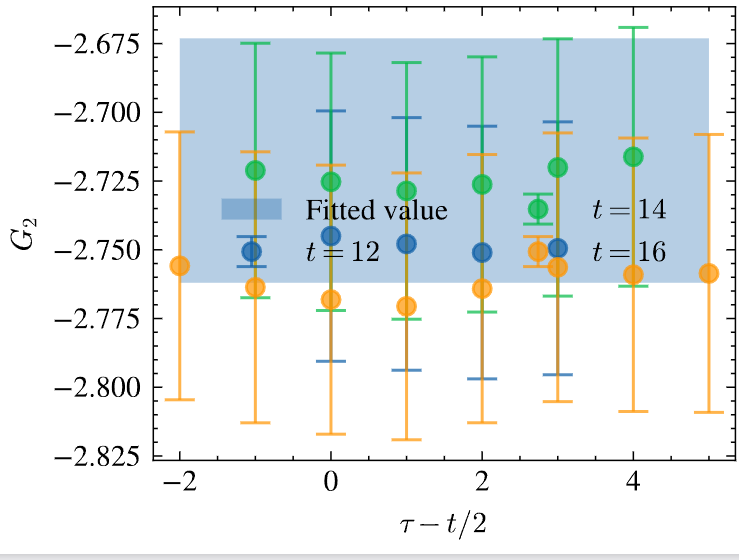 −2.675
−2.700
−2.725
−2.750
−2.775
−2.800
−2.825
G₂
Fitted value
t = 12
t = 14
t = 16
−2 0 2 4
τ − t/2